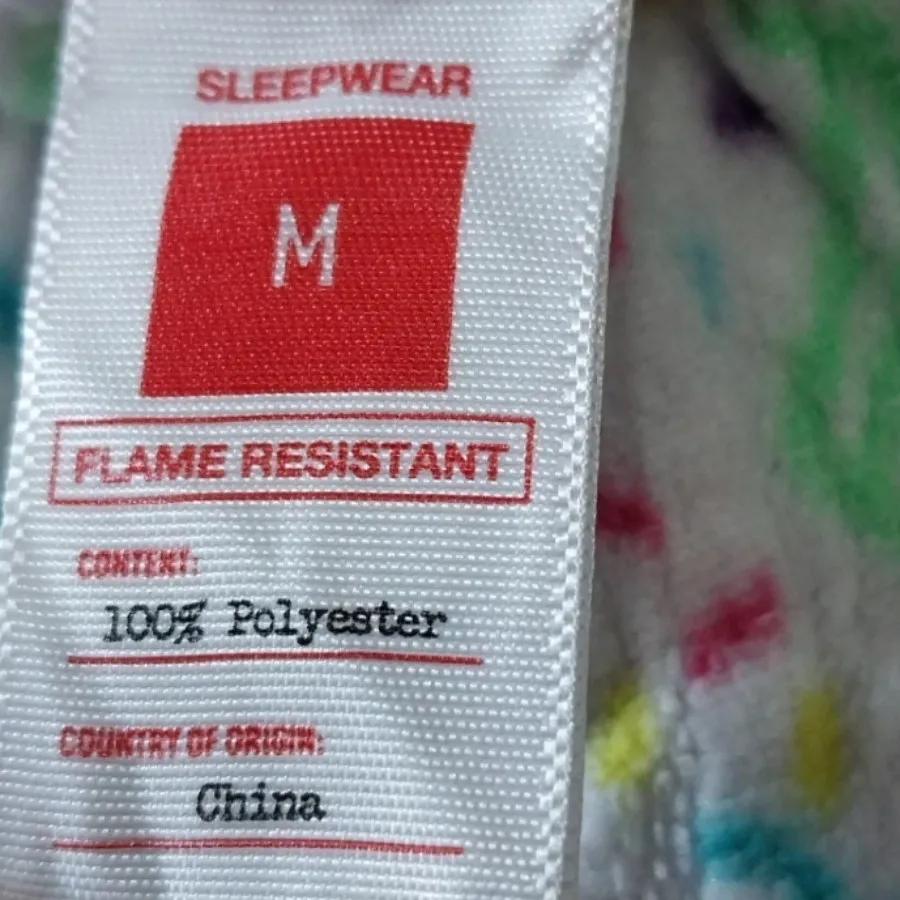 SLEEPWEAR
M
FLAME RESISTANT
CONTENT:
100% Polyester
COUNTRY OF ORIGIN:
China